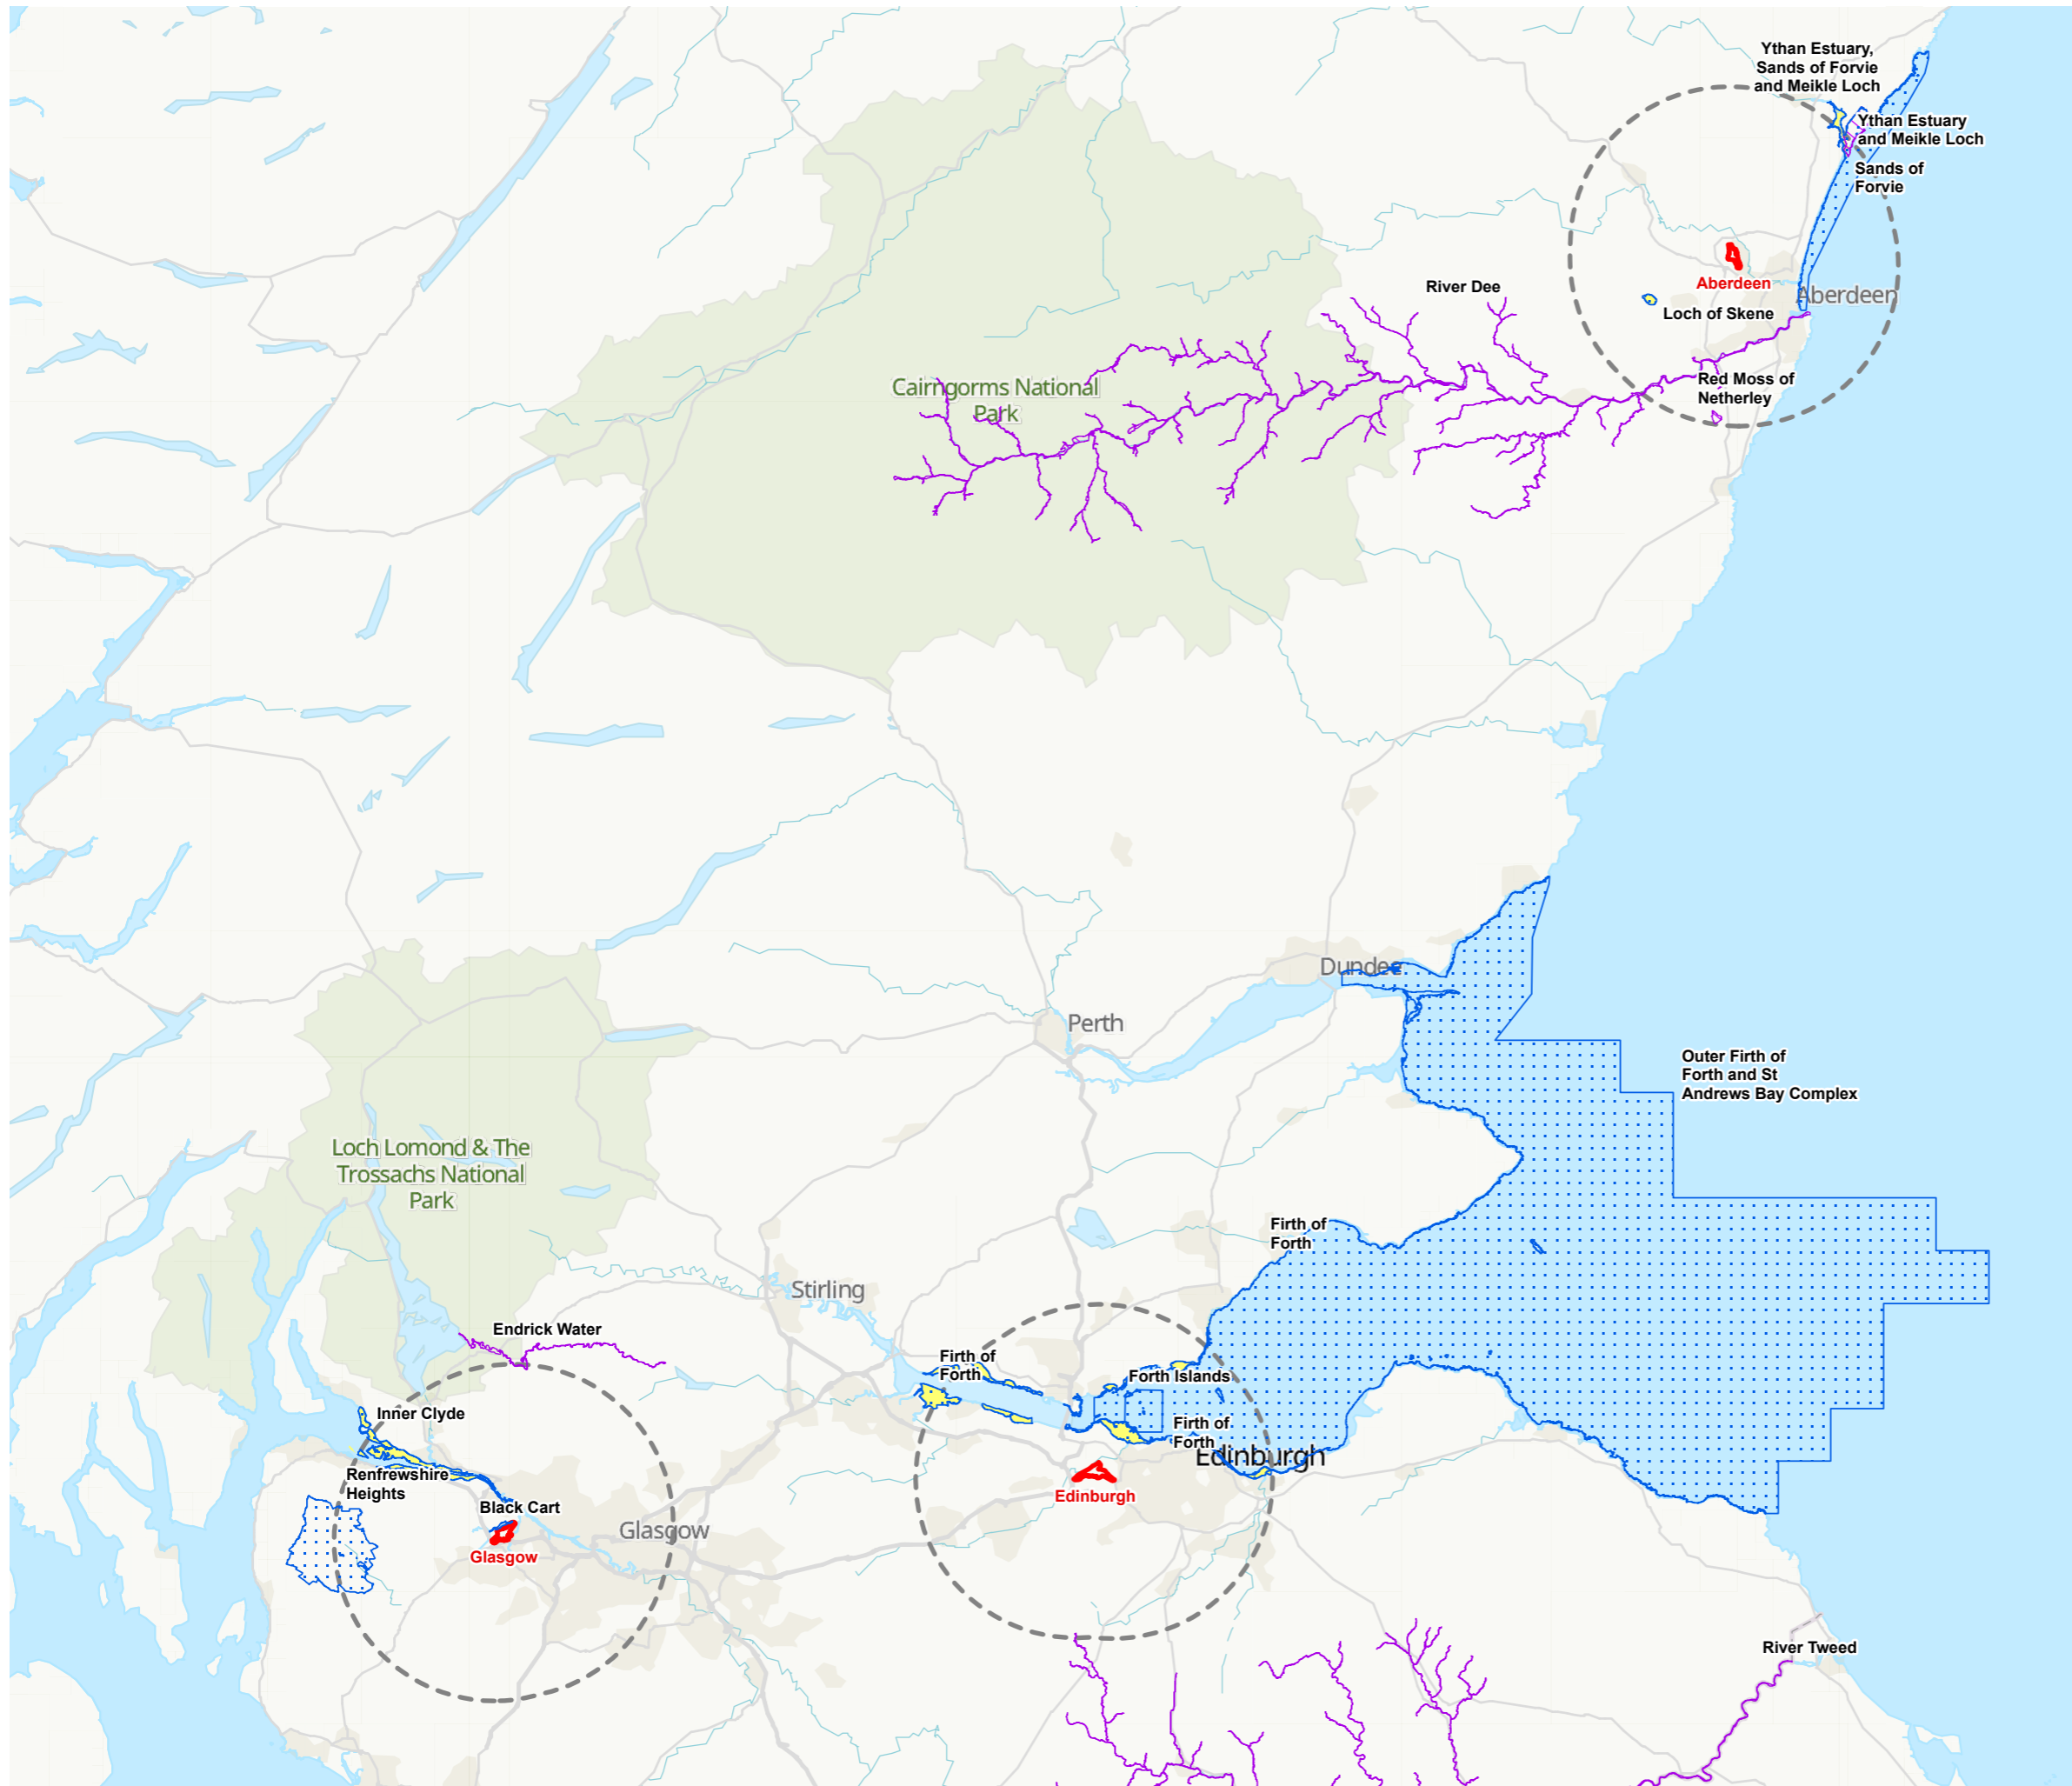 Ythan Estuary,
Sands of Forvie
and Meikle Loch
Ythan Estuary
and Meikle Loch
Sands of
Forvie
Aberdeen
Aberdeen
River Dee
Loch of Skene
Red Moss of
Netherley
Cairngorms National
Park
Dundee
Perth
Outer Firth of
Forth and St
Andrews Bay Complex
Loch Lomond & The
Trossachs National
Park
Firth of
Forth
Stirling
Endrick Water
Firth of
Forth
Forth Islands
Inner Clyde
Firth of
Forth
Edinburgh
Renfrewshire
Heights
Edinburgh
Black Cart
Glasgow
Glasgow
River Tweed